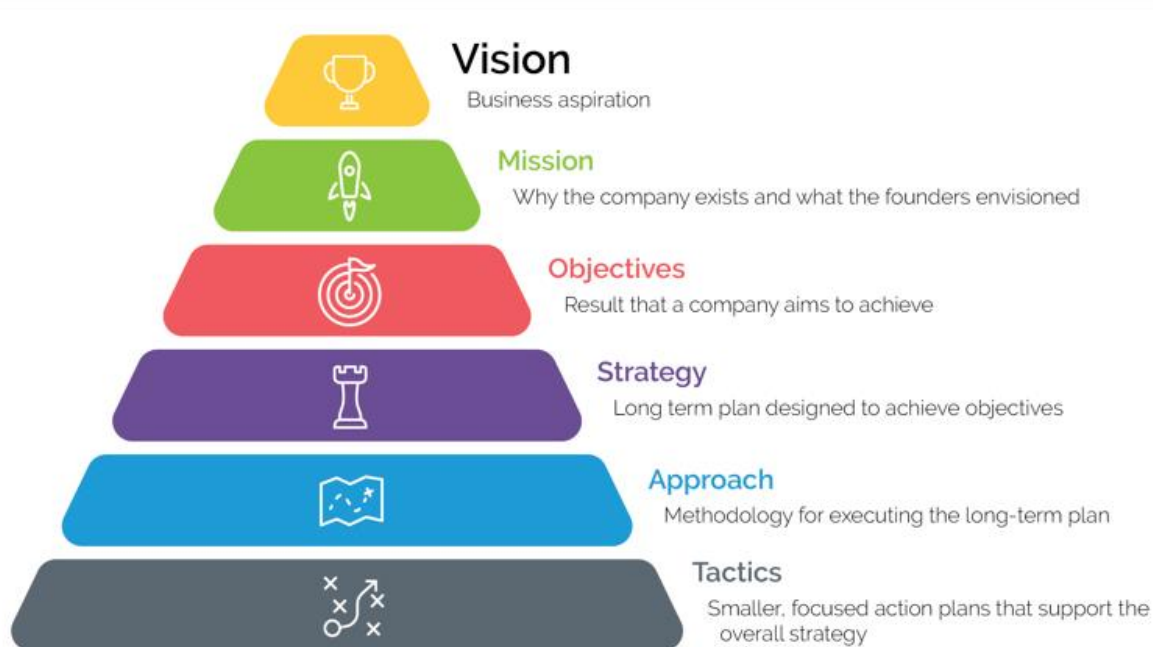 Vision
Business aspiration
Mission
Why the company exists and what the founders envisioned
Objectives
Result that a company aims to achieve
Strategy
Long term plan designed to achieve objectives
Approach
Methodology for executing the long-term plan
Tactics
Smaller, focused action plans that support the
overall strategy